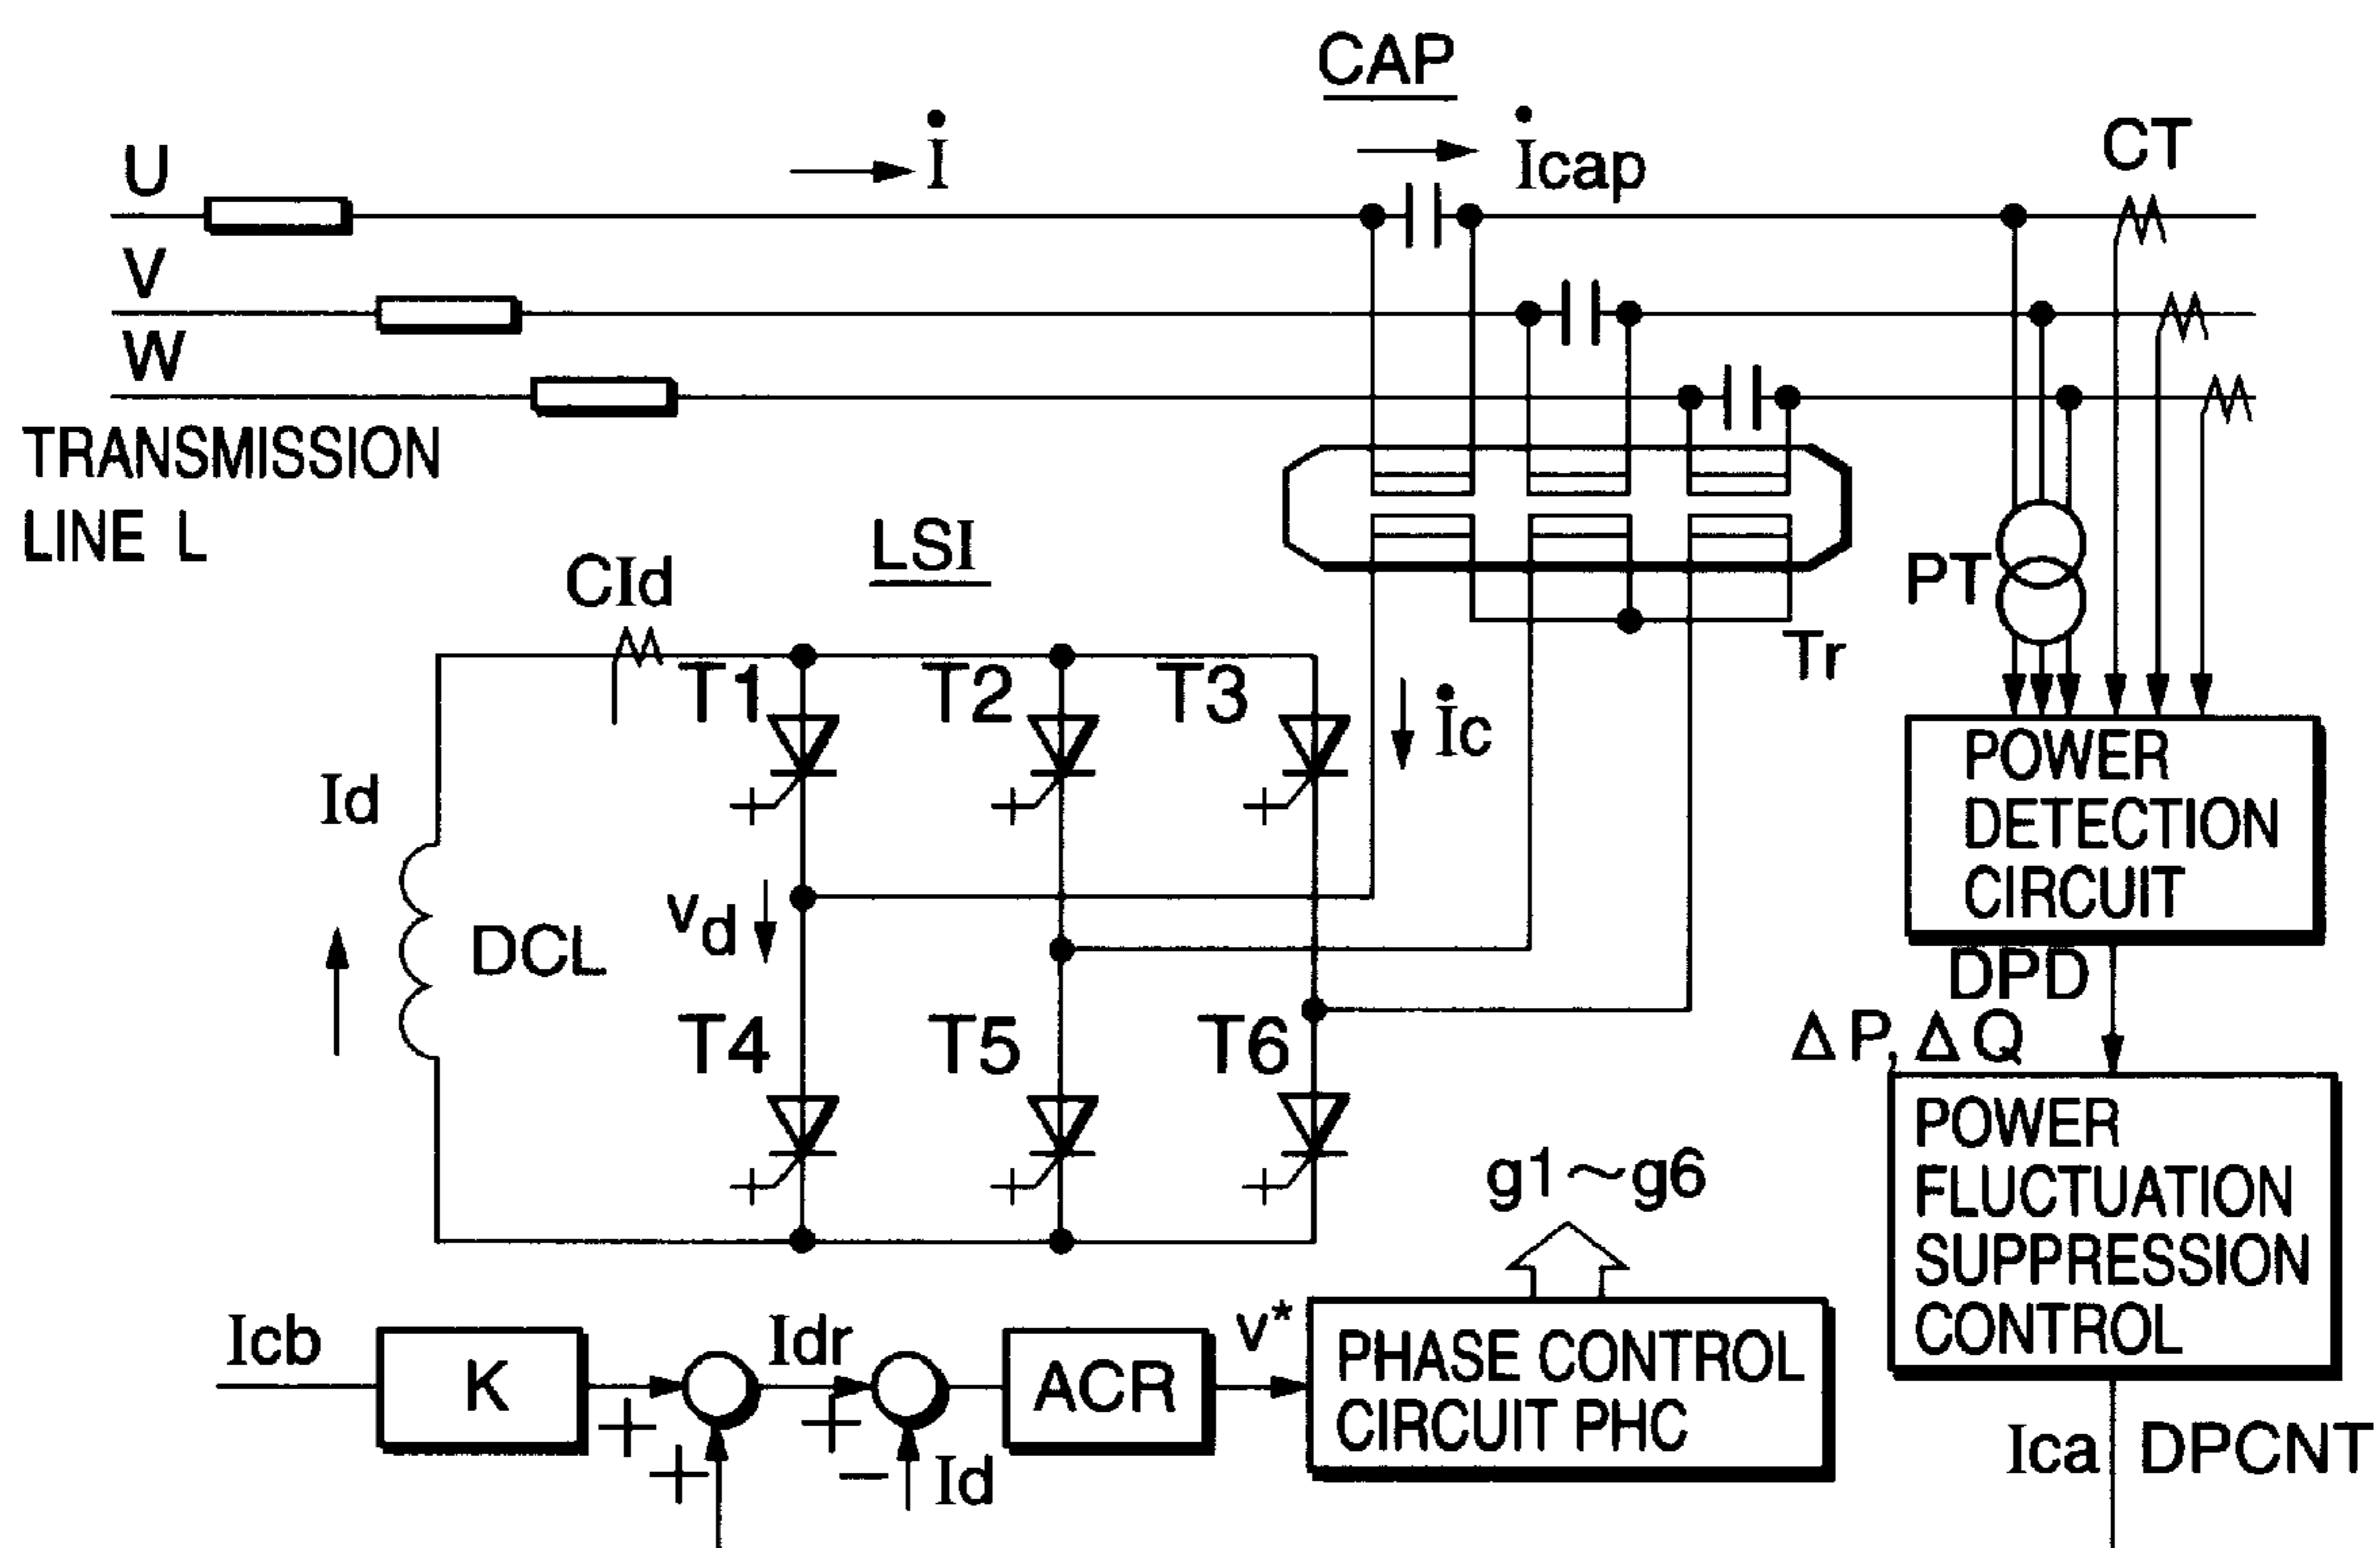 CAP
İ
İcap
CT
U
V
W
TRANSMISSION
LINE L
LSI
CId
PT
Tr
T1
T2
T3
İc
Id
POWER
DETECTION
CIRCUIT
vd
DCL
DPD
ΔP, ΔQ
T4
T5
T6
POWER
FLUCTUATION
SUPPRESSION
CONTROL
g1~g6
Icb
K
+
+
Idr
+
−
Id
ACR
v*
PHASE CONTROL
CIRCUIT PHC
Ica
DPCNT